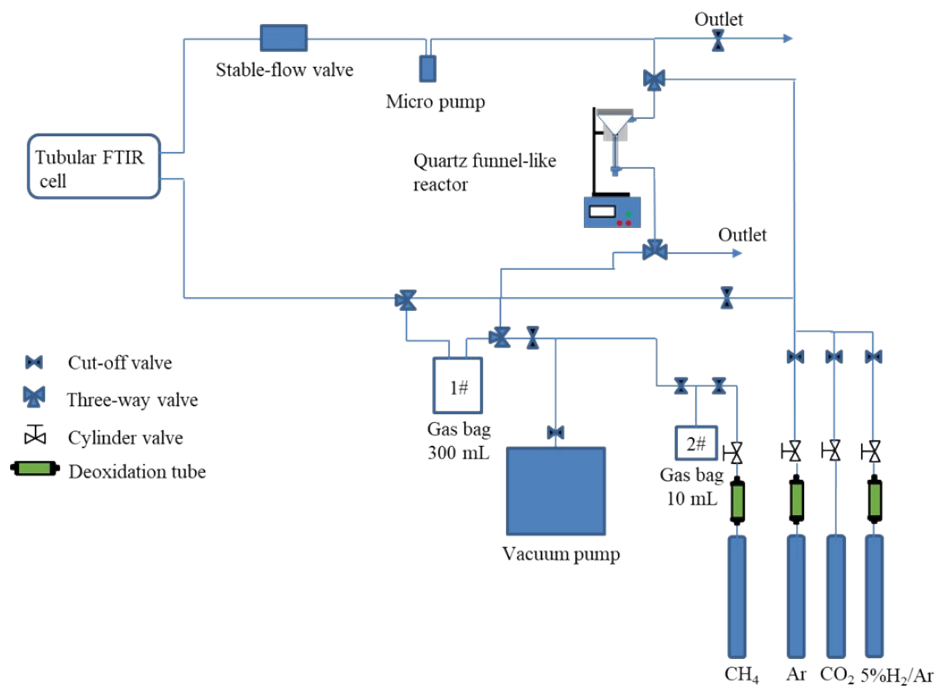 Outlet
Stable-flow valve
Micro pump
Tubular FTIR
cell
Quartz funnel-like
reactor
Outlet
Cut-off valve
Three-way valve
Cylinder valve
Deoxidation tube
1#
Gas bag
300 mL
2#
Gas bag
10 mL
Vacuum pump
CH₄ Ar CO₂ 5%H₂/Ar